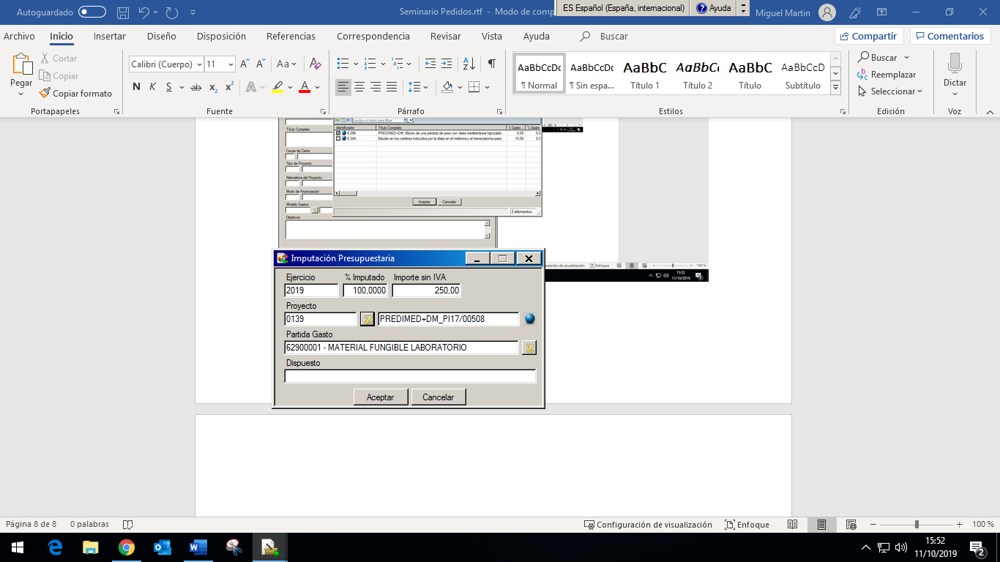 Autoguardado
Seminario Pedidos.rtf - Modo de comp
ES Español (España, internacional)
Ayuda
Miguel Martin
Archivo Inicio Insertar Diseño Disposición Referencias Correspondencia Revisar Vista Ayuda Buscar
Compartir
Comentarios
Pegar
Cortar
Copiar
Copiar formato
Portapapeles
Calibri (Cuerpo) 11
N K S ab x₂ x²
Fuente
Párrafo
AaBbCcDc AaBbCcDc AaBbC AaBbCc AaBbC AaBbCcD
¶ Normal ¶ Sin espa... Título 1 Título 2 Título Subtítulo
Estilos
Buscar
Reemplazar
Seleccionar
Edición
Dictar
Voz
Escriba un texto para filtrar
Identificador Título Completo % Gasto... % Gasto
8.296 PREDIMED+DM Efecto de una pérdida de peso con dieta mediterránea hipocalóri... 0,00 0,0
8.344 Estudio en los cambios inducidos por la dieta en el metiloma y el transcriptoma para... 10,00 0,0
Título Completo
Causa de Cierre
Tipo de Proyecto
Naturaleza del Proyecto
Modo de Financiación
Modelo Gastos
Objetivos
Aceptar Cancelar
2 elementos
Imputación Presupuestaria
Ejercicio % Imputado Importe sin IVA
2019 100,0000 250,00
Proyecto
0139 PREDIMED+DM_PI17/00508
Partida Gasto
62900001 - MATERIAL FUNGIBLE LABORATORIO
Dispuesto
Aceptar Cancelar
guración de visualización Enfoque 100 %
15:52
11/10/2019
Página 8 de 8 0 palabras
Configuración de visualización Enfoque 100 %
15:52
11/10/2019
2